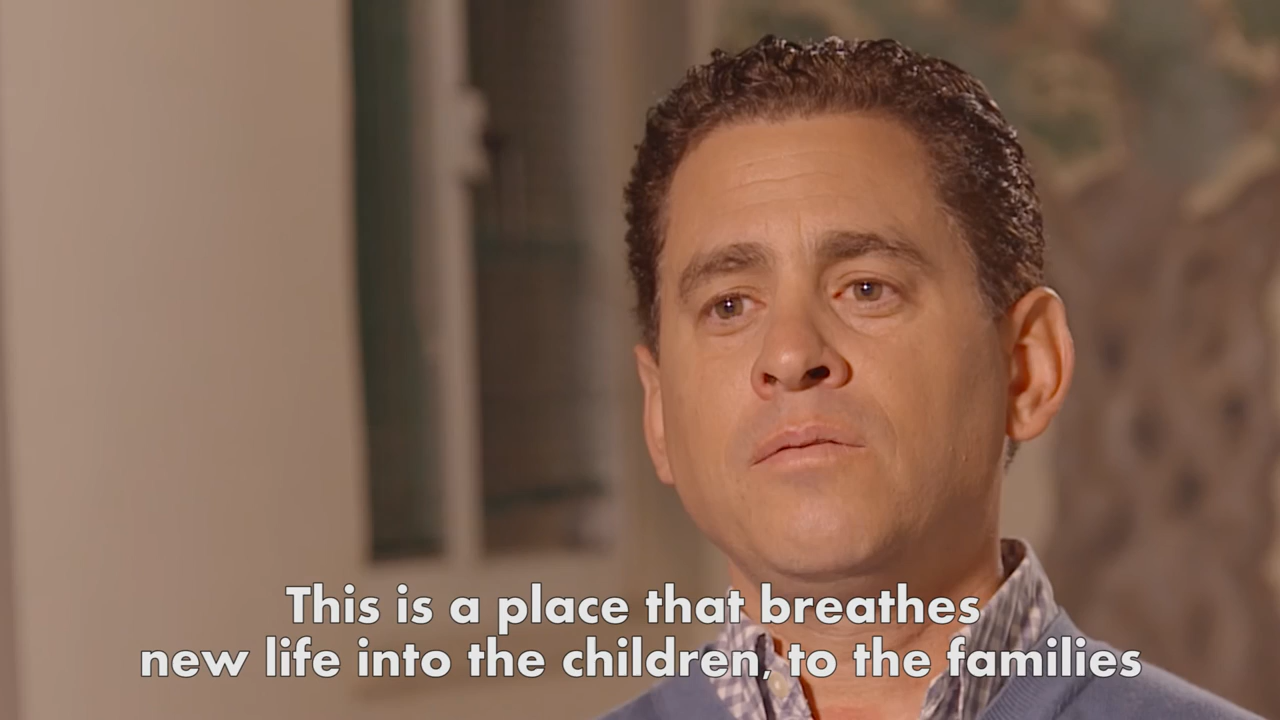 This is a place that breathes
new life into the children, to the families